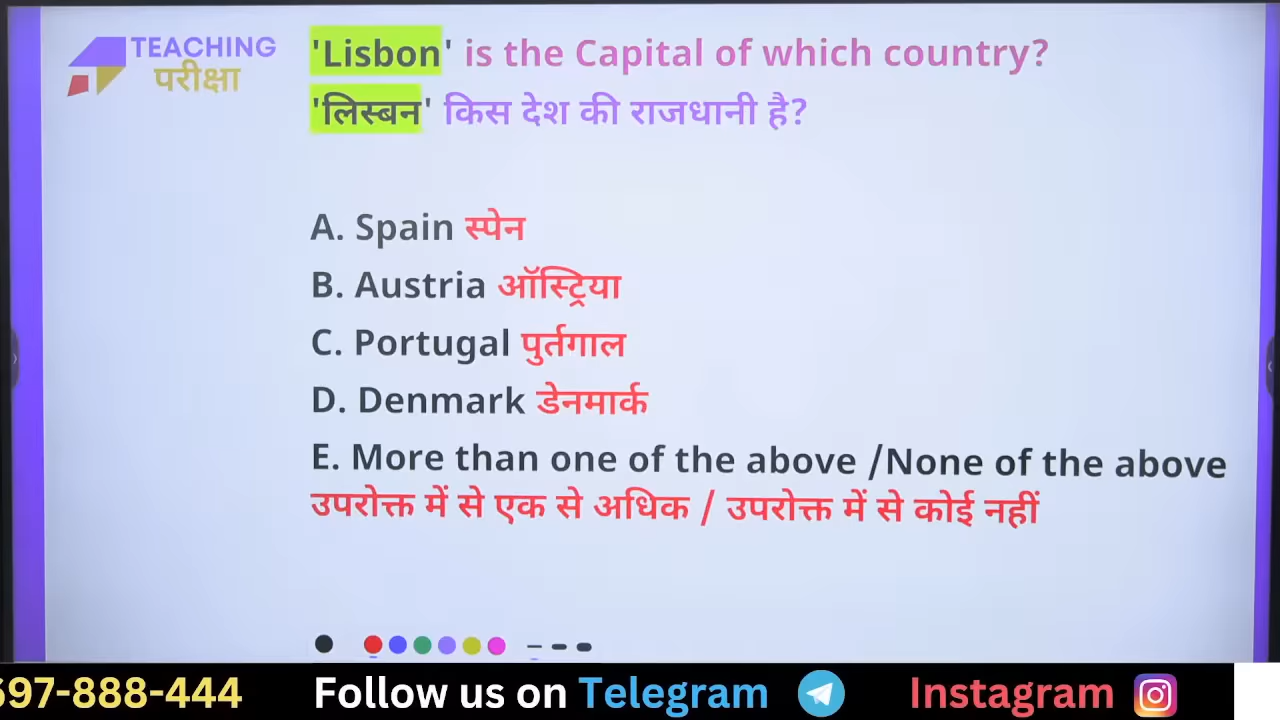 TEACHING
परीक्षा
'Lisbon' is the Capital of which country?
'लिस्बन' किस देश की राजधानी है?
A. Spain स्पेन
B. Austria ऑस्ट्रिया
C. Portugal पुर्तगाल
D. Denmark डेनमार्क
E. More than one of the above /None of the above
उपरोक्त में से एक से अधिक / उपरोक्त में से कोई नहीं
697-888-444 Follow us on Telegram Instagram